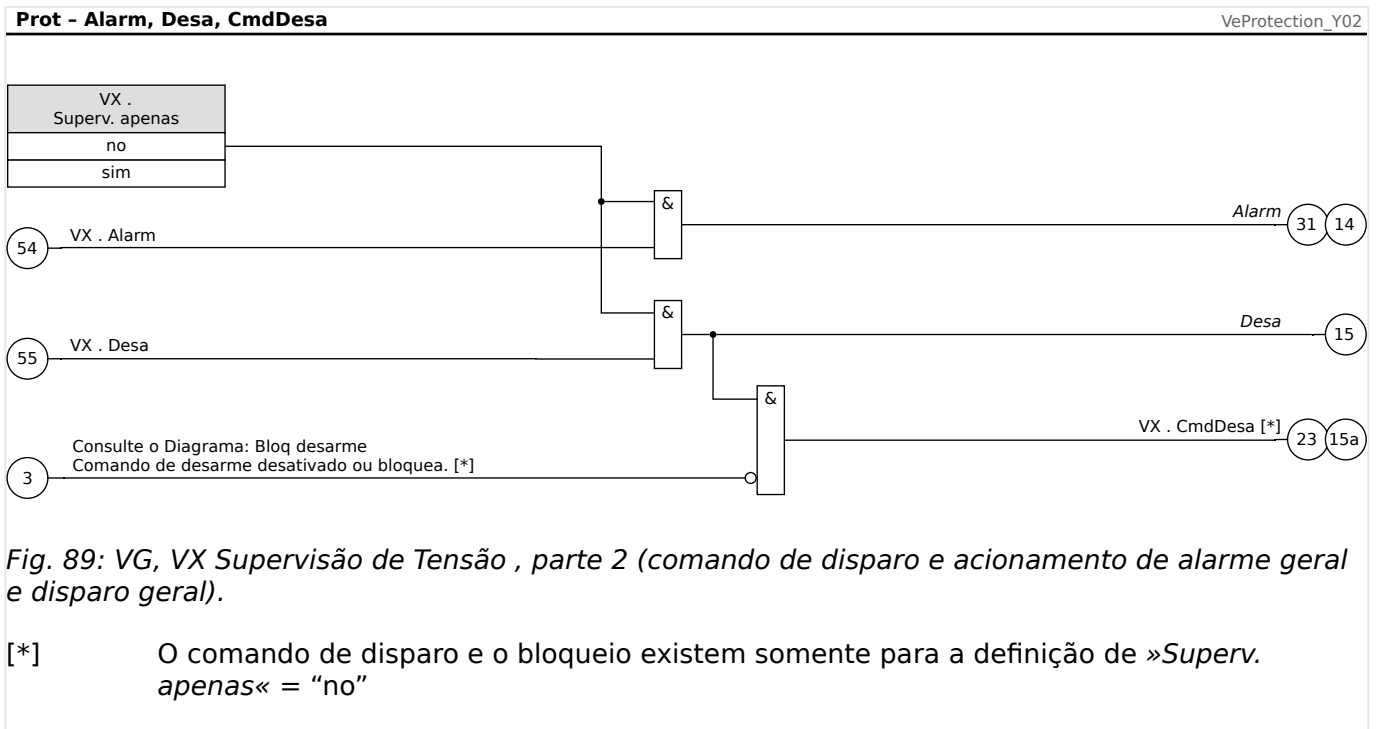 Prot – Alarm, Desa, CmdDesa
VeProtection_Y02
VX .
Superv. apenas
no
sim
&
Alarm
31
14
54
VX . Alarm
&
Desa
15
55
VX . Desa
&
VX . CmdDesa [*]
23
15a
Consulte o Diagrama: Bloq desarme
Comando de desarme desativado ou bloquea. [*]
3
Fig. 89: VG, VX Supervisão de Tensão , parte 2 (comando de disparo e acionamento de alarme geral
e disparo geral).
[*] O comando de disparo e o bloqueio existem somente para a definição de »Superv.
apenas« = “no”